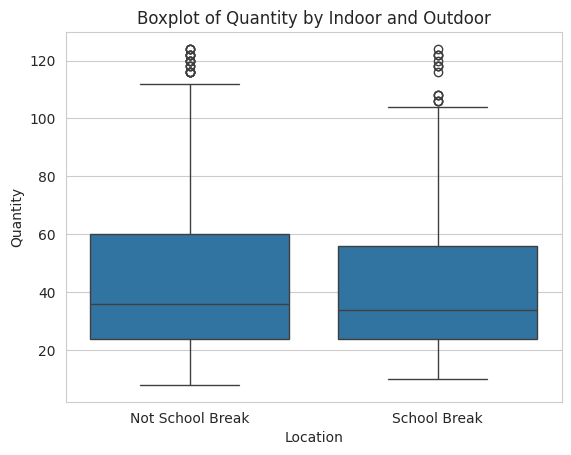 Boxplot of Quantity by Indoor and Outdoor
120
100
80
60
40
20
Quantity
Not School Break
School Break
Location